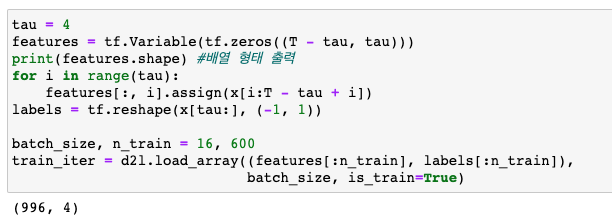 tau = 4
features = tf.Variable(tf.zeros((T - tau, tau)))
print(features.shape) #배열 형태 출력
for i in range(tau):
    features[:, i].assign(x[i:T - tau + i])
labels = tf.reshape(x[tau:], (-1, 1))

batch_size, n_train = 16, 600
train_iter = d2l.load_array((features[:n_train], labels[:n_train]),
                            batch_size, is_train=True)
(996, 4)